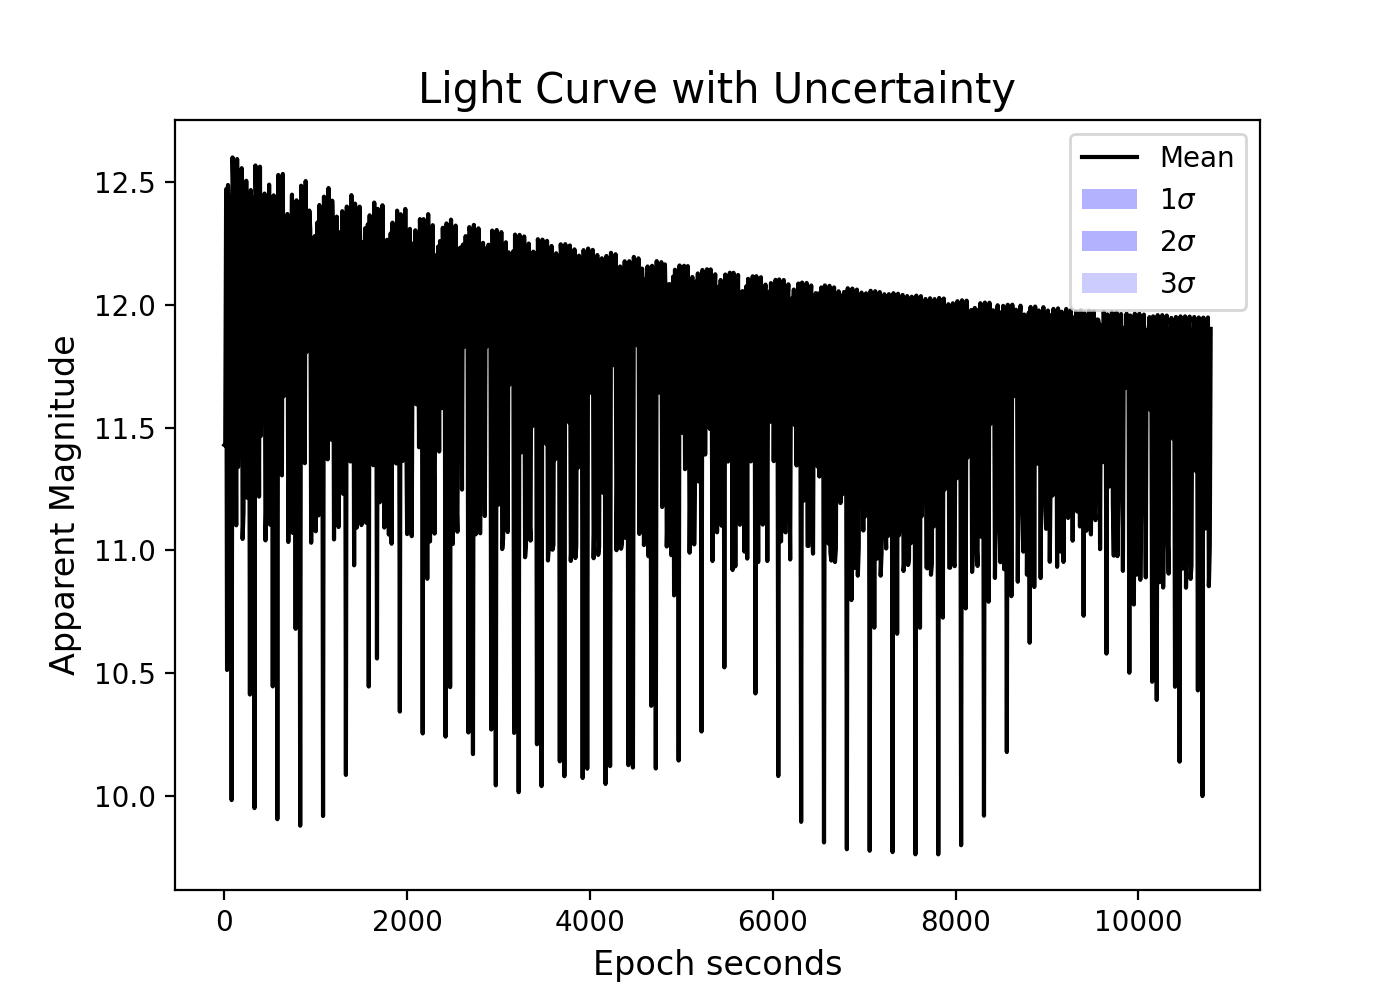 Light Curve with Uncertainty
Mean
1σ
2σ
3σ
12.5
12.0
11.5
11.0
10.5
10.0
Apparent Magnitude
0
2000
4000
6000
8000
10000
Epoch seconds